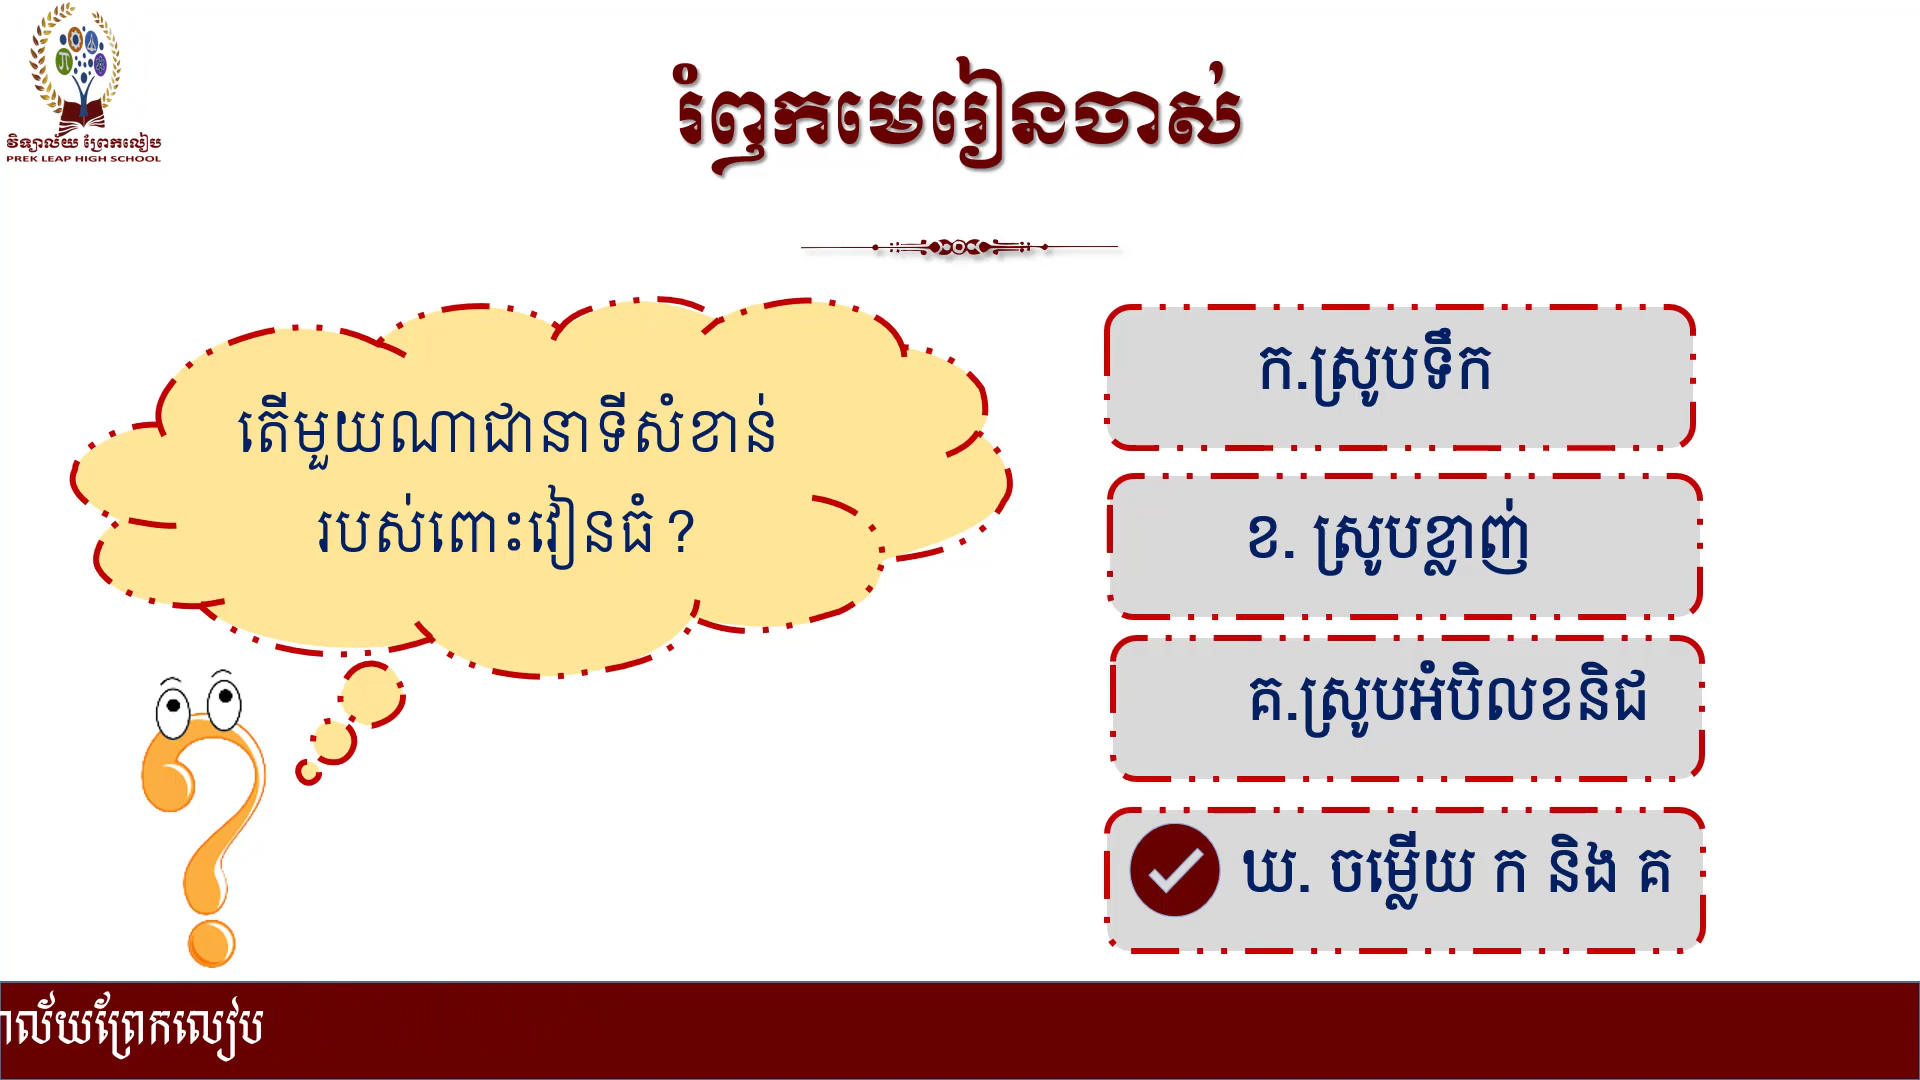 វិទ្យាល័យ ព្រែកលៀប
PREK LEAP HIGH SCHOOL
រំឭកមេរៀនចាស់
តើមួយណាជានាទីសំខាន់
របស់ពោះវៀនធំ ?
ក.ស្រូបទឹក
ខ. ស្រូបខ្លាញ់
គ.ស្រូបអំបិលខនិជ
ឃ. ចម្លើយ ក និង គ
ាល័យព្រែកលៀប